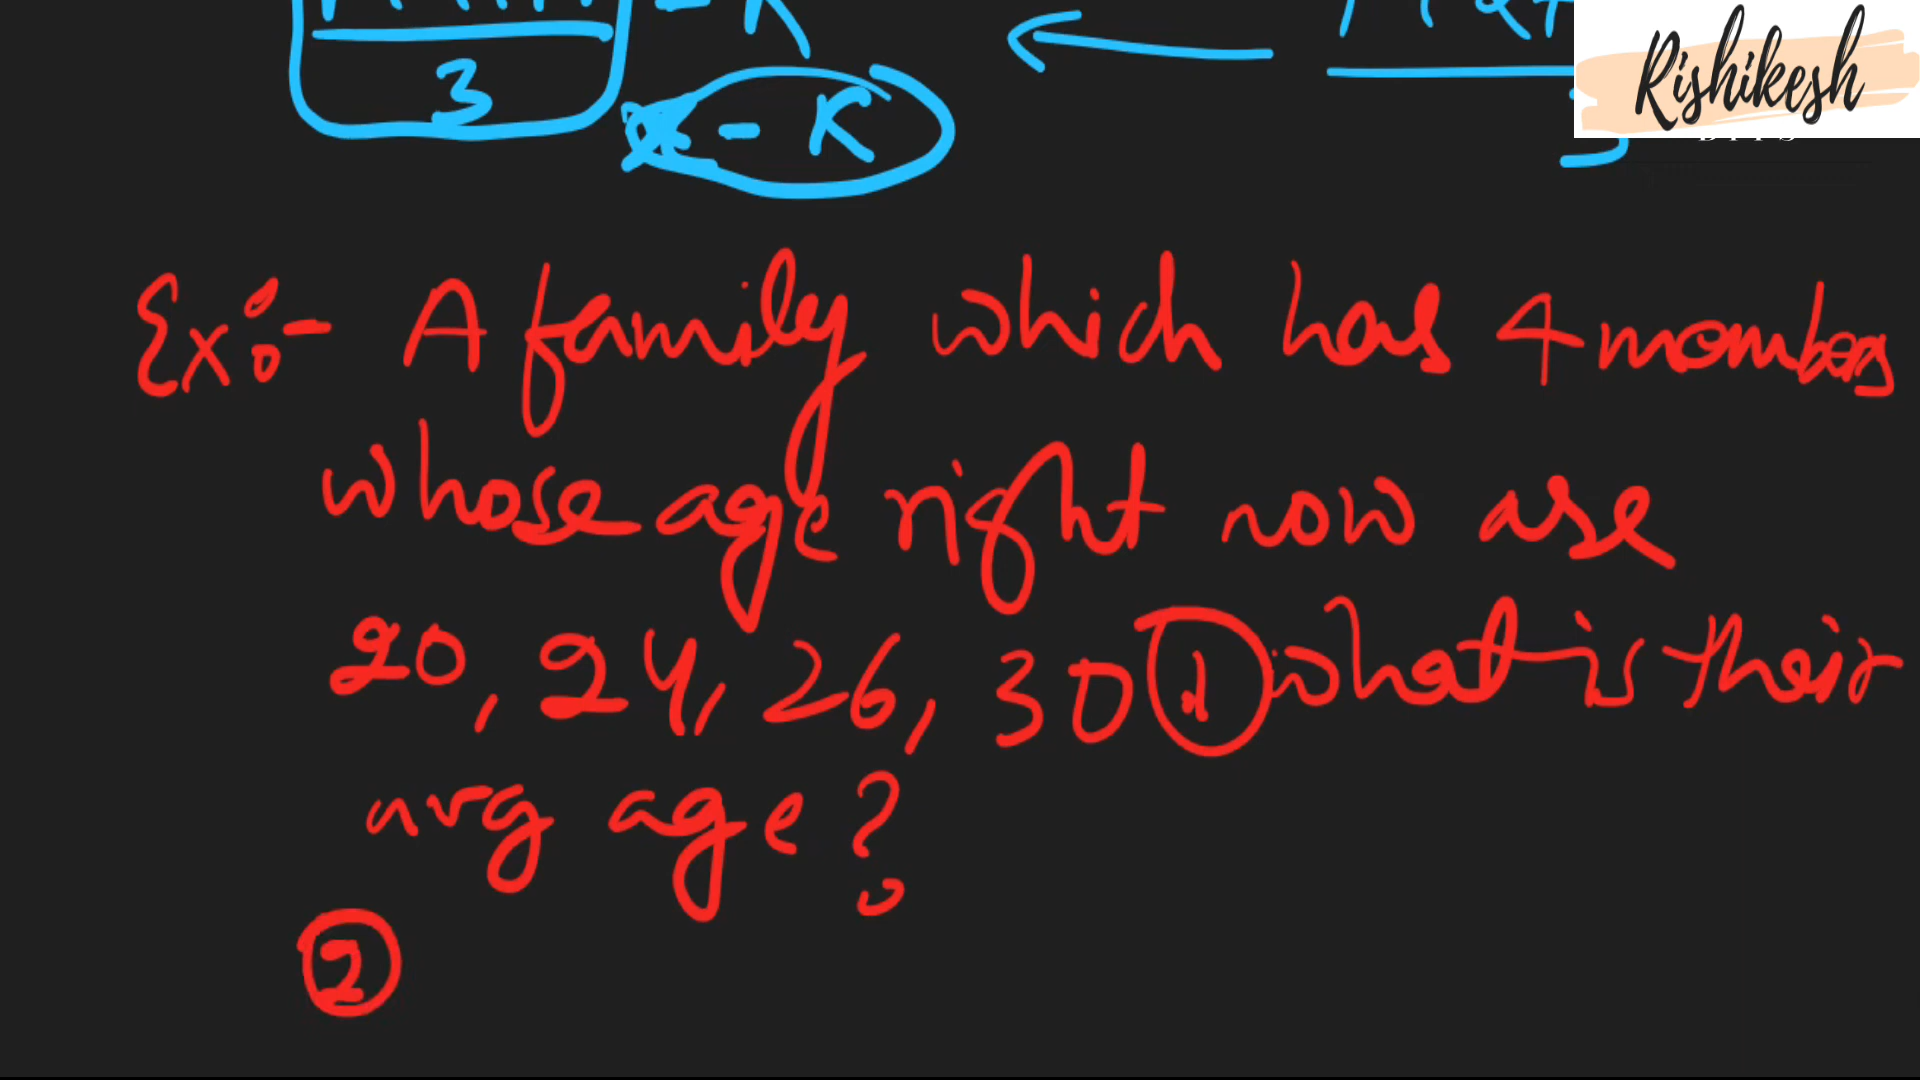 3
- K
x - K
Rishikesh
Ex:- A family which has 4 members
whose age right now are
20, 24, 26, 30 ① what is their
avg age ?
②